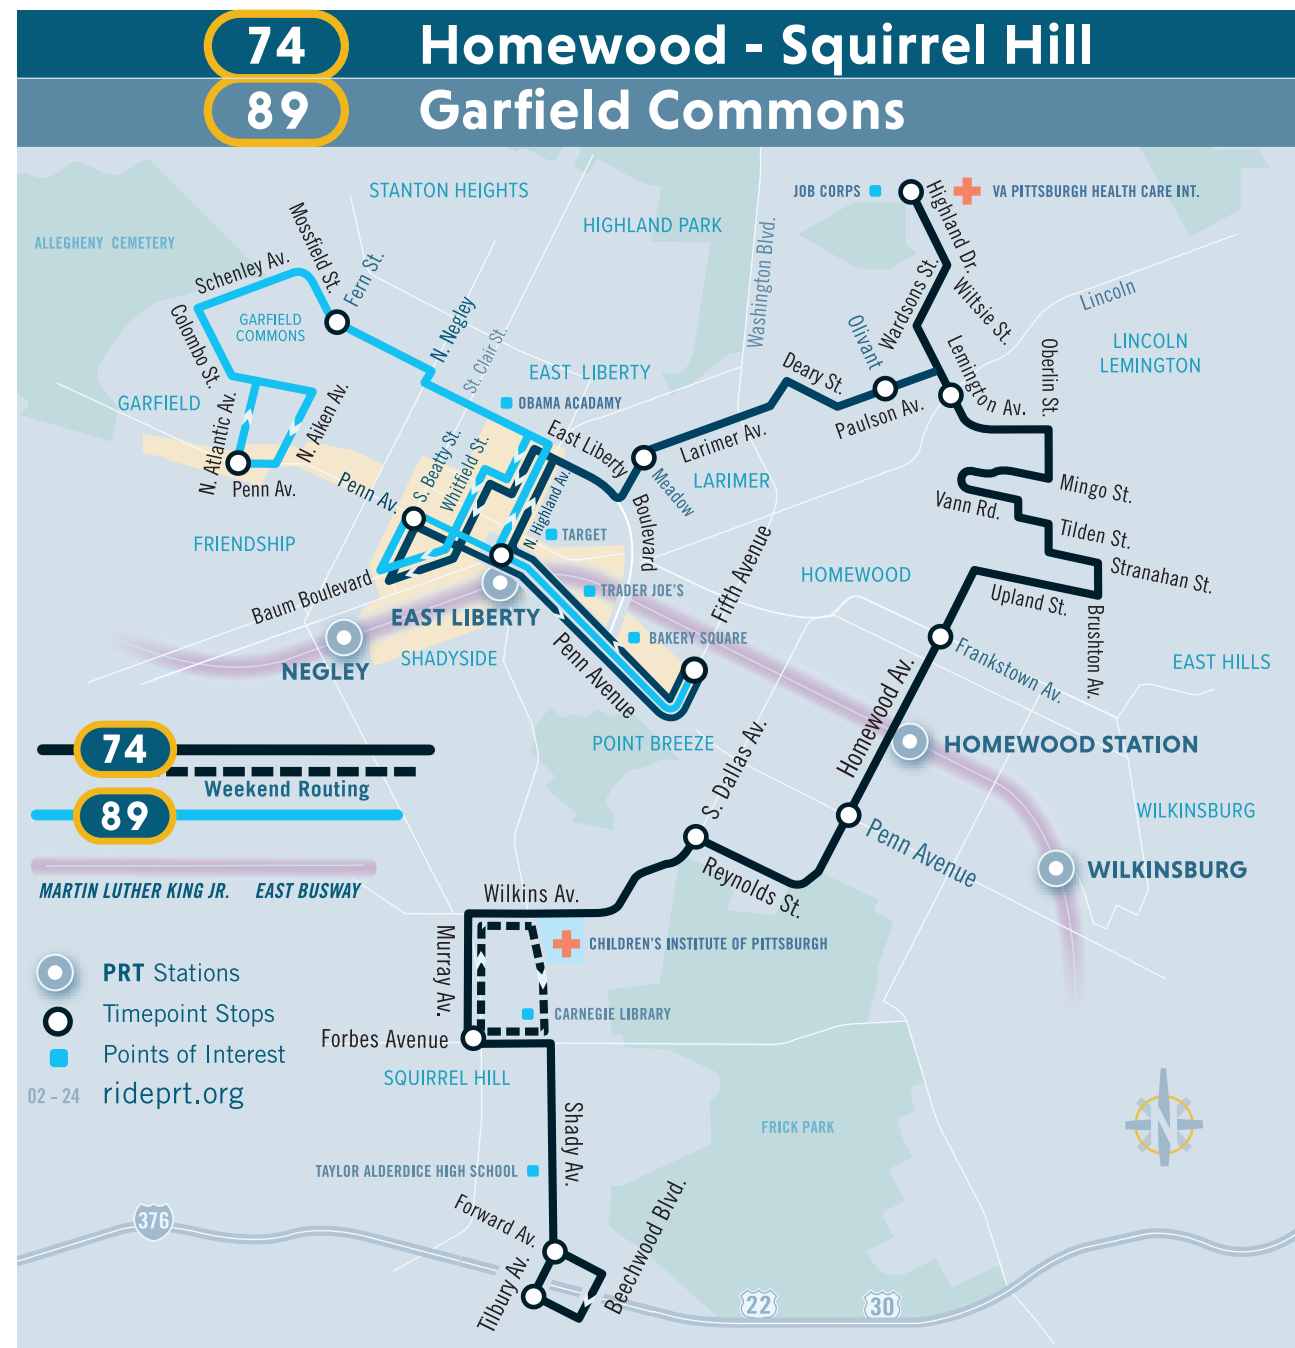 74 Homewood - Squirrel Hill
89 Garfield Commons
STANTON HEIGHTS
JOB CORPS
VA PITTSBURGH HEALTH CARE INT.
HIGHLAND PARK
ALLEGHENY CEMETERY
Mossfield St.
Schenley Av.
Fern St.
Highland Dr.
Washington Blvd.
Wardsons St.
Wiltsie St.
Lincoln
Colombo St.
GARFIELD
COMMONS
N. Negley
St. Clair St.
Olivant
LINCOLN
LEMINGTON
Oberlin St.
Lemington Av.
EAST LIBERTY
Deary St.
Paulson Av.
GARFIELD
N. Atlantic Av.
N. Aiken Av.
OBAMA ACADAMY
East Liberty
Boulevard
Larimer Av.
S. Beatty St.
Whitfield St.
N. Highland Av.
Meadow
LARIMER
Penn Av.
Penn Av.
Mingo St.
Vann Rd.
Tilden St.
TARGET
FRIENDSHIP
Fifth Avenue
HOMEWOOD
Stranahan St.
Baum Boulevard
TRADER JOE'S
Upland St.
EAST LIBERTY
Brushton Av.
BAKERY SQUARE
Frankstown Av.
SHADYSIDE
NEGLEY
Penn Avenue
EAST HILLS
Homewood Av.
POINT BREEZE
S. Dallas Av.
HOMEWOOD STATION
74
Weekend Routing
89
WILKINSBURG
Penn Avenue
MARTIN LUTHER KING JR. EAST BUSWAY
WILKINSBURG
Reynolds St.
Wilkins Av.
Murray Av.
CHILDREN'S INSTITUTE OF PITTSBURGH
PRT Stations
Timepoint Stops
CARNEGIE LIBRARY
Forbes Avenue
Points of Interest
SQUIRREL HILL
02 - 24
rideprt.org
Shady Av.
FRICK PARK
N
TAYLOR ALDERDICE HIGH SCHOOL
Forward Av.
376
Beechwood Blvd.
Tilbury Av.
22
30